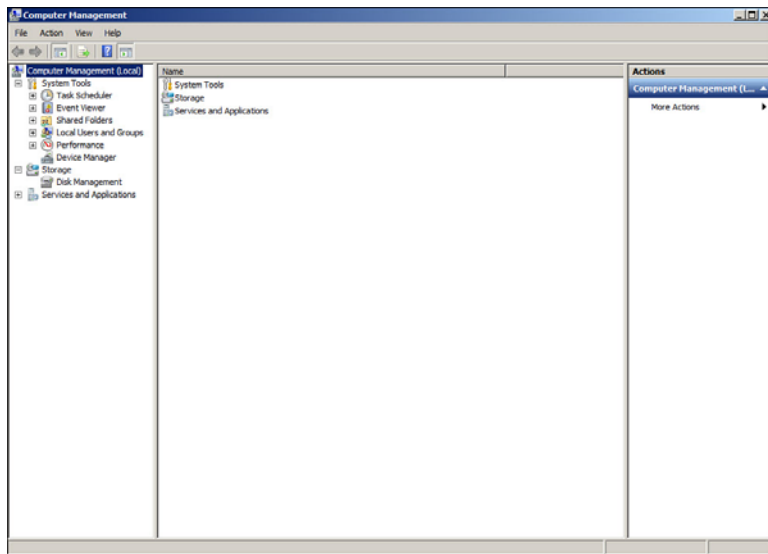 Computer Management
File Action View Help
Computer Management (Local)
System Tools
Task Scheduler
Event Viewer
Shared Folders
Local Users and Groups
Performance
Device Manager
Storage
Disk Management
Services and Applications
Name
System Tools
Storage
Services and Applications
Actions
Computer Management (L...
More Actions